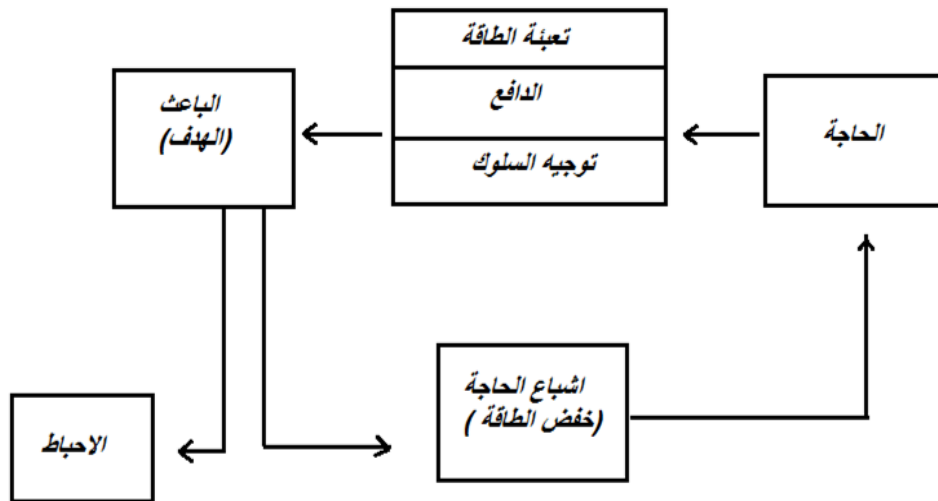 الحاجة
تعبئة الطاقة
الدافع
توجيه السلوك
الباعث
(الهدف)
اشباع الحاجة
(خفض الطاقة )
الاحباط